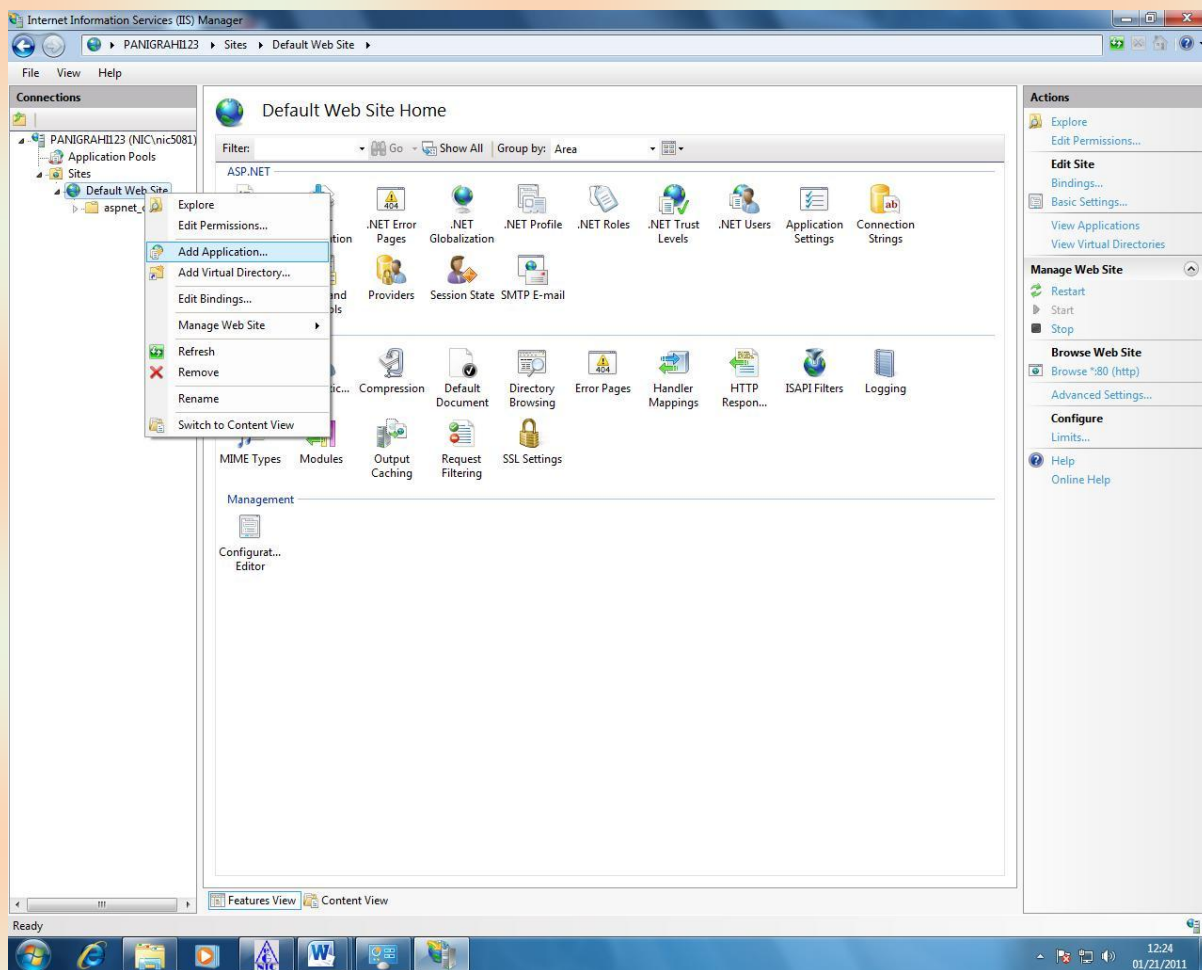 Internet Information Services (IIS) Manager
PANIGRAHI123 Sites Default Web Site
File View Help
Connections
PANIGRAHI123 (NIC\nic5081)
Application Pools
Sites
Default Web Site
Explore
Edit Permissions...
Add Application...
Add Virtual Directory...
Edit Bindings...
Manage Web Site
Refresh
Remove
Rename
Switch to Content View
Default Web Site Home
Filter: Go Show All Group by: Area
ASP.NET
.NET Error Pages
.NET Globalization
.NET Profile
.NET Roles
.NET Trust Levels
.NET Users
Application Settings
Connection Strings
Providers
Session State
SMTP E-mail
Compression
Default Document
Directory Browsing
Error Pages
Handler Mappings
HTTP Respon...
ISAPI Filters
Logging
MIME Types
Modules
Output Caching
Request Filtering
SSL Settings
Management
Configurat... Editor
Features View Content View
Actions
Explore
Edit Permissions...
Edit Site
Bindings...
Basic Settings...
View Applications
View Virtual Directories
Manage Web Site
Restart
Start
Stop
Browse Web Site
Browse *:80 (http)
Advanced Settings...
Configure
Limits...
Help
Online Help
Ready
NIC
12:24
01/21/2011